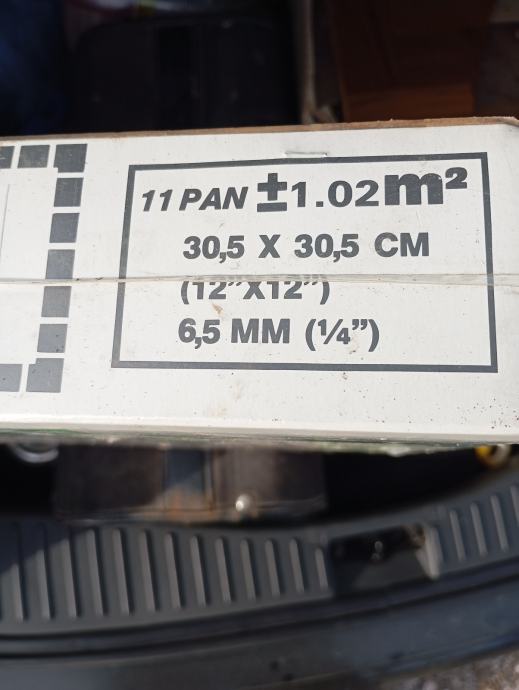 11 PAN ±1.02m²
30,5 X 30,5 CM
(12”X12”)
6,5 MM (¼”)